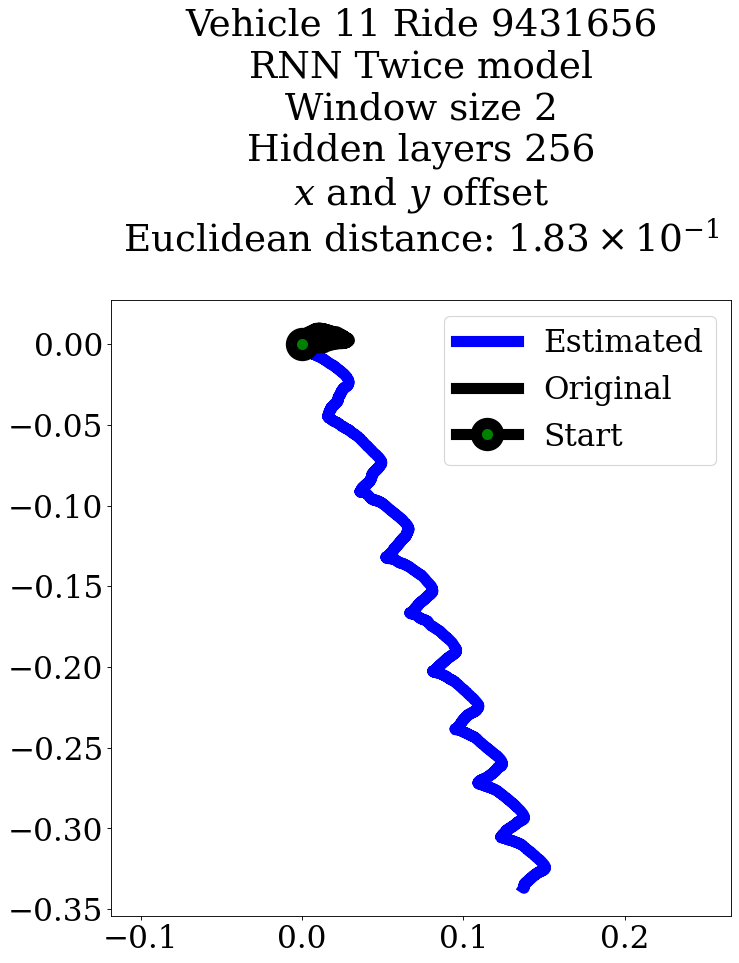 Vehicle 11 Ride 9431656
RNN Twice model
Window size 2
Hidden layers 256
x and y offset
Euclidean distance: 1.83 × 10⁻¹
Estimated
Original
Start
0.00
−0.05
−0.10
−0.15
−0.20
−0.25
−0.30
−0.35
−0.1
0.0
0.1
0.2